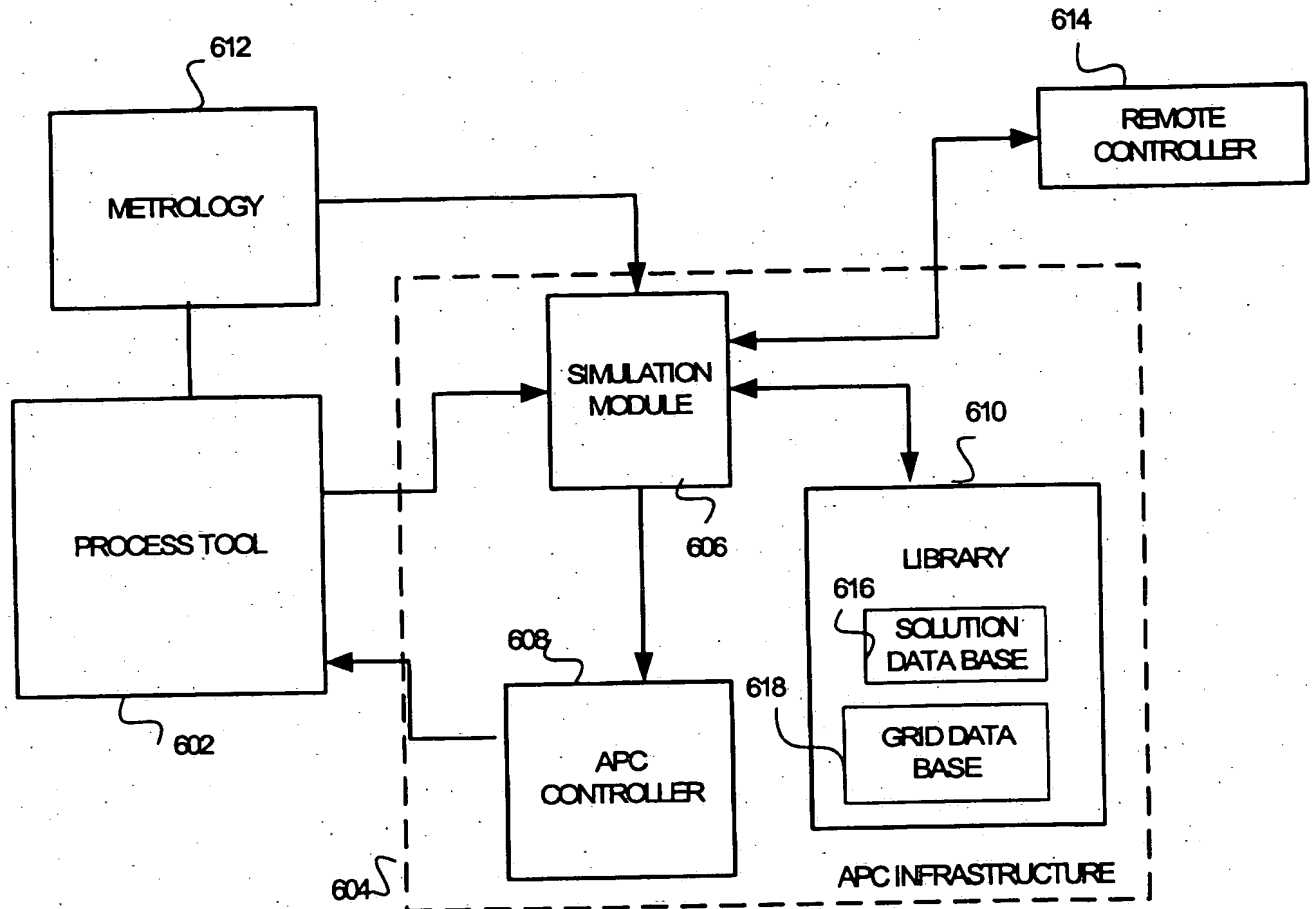 612
614
METROLOGY
REMOTE
CONTROLLER
SIMULATION
MODULE
610
PROCESS TOOL
606
LIBRARY
616
SOLUTION
DATA BASE
608
618
602
GRID DATA
BASE
APC
CONTROLLER
604
APC INFRASTRUCTURE